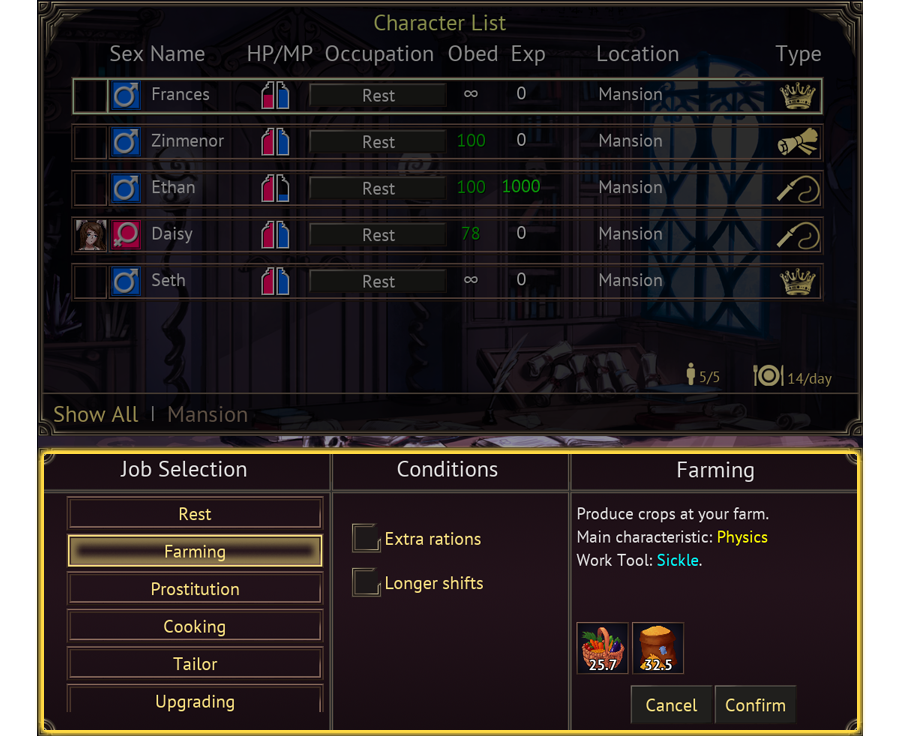 Character List
Sex Name HP/MP Occupation Obed Exp Location Type
Frances Rest ∞ 0 Mansion
Zinmenor Rest 100 0 Mansion
Ethan Rest 100 1000 Mansion
Daisy Rest 78 0 Mansion
Seth Rest ∞ 0 Mansion
5/5 14/day
Show All | Mansion
Job Selection
Rest
Farming
Prostitution
Cooking
Tailor
Upgrading
Conditions
Extra rations
Longer shifts
Farming
Produce crops at your farm.
Main characteristic: Physics
Work Tool: Sickle.
25.7 32.5
Cancel Confirm